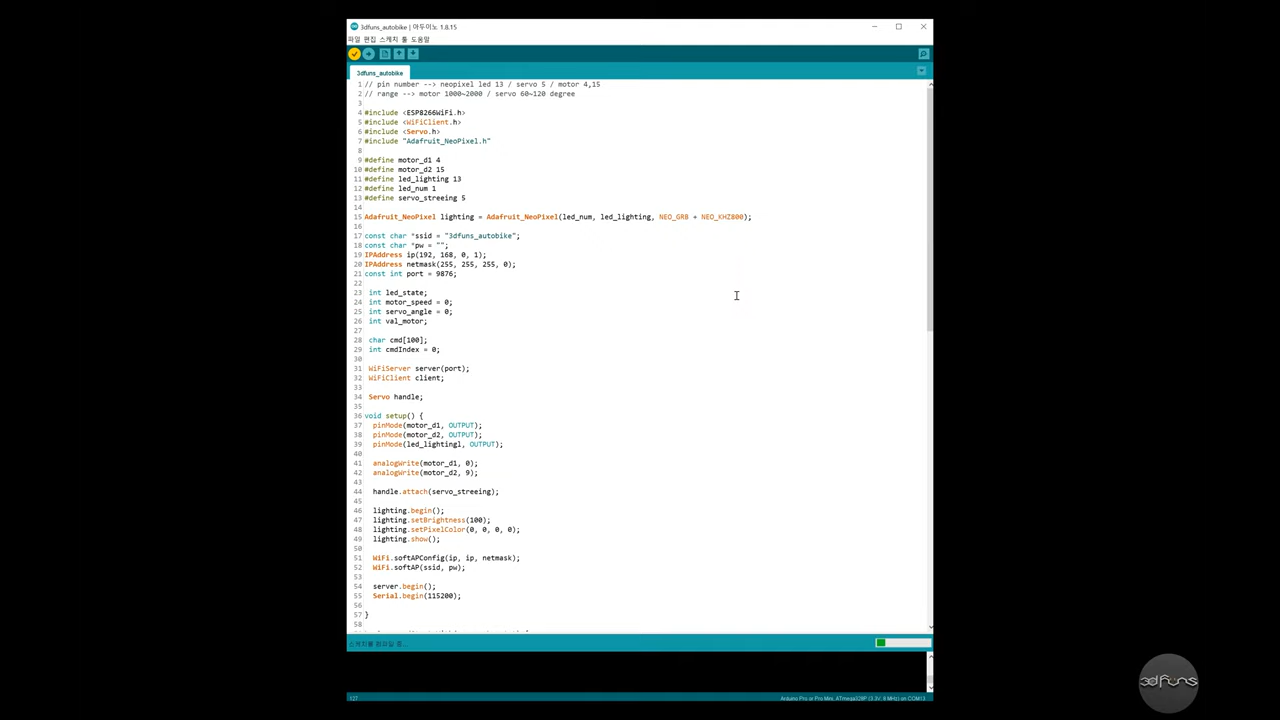 3dfuns_autobike | 아두이노 1.8.15
파일 편집 스케치 툴 도움말
3dfuns_autobike
1 // pin number --> neopixel led 13 / servo 5 / motor 4,15
2 // range --> motor 1000~2000 / servo 60~120 degree
3
4 #include <ESP8266WiFi.h>
5 #include <WiFiClient.h>
6 #include <Servo.h>
7 #include "Adafruit_NeoPixel.h"
8
9 #define motor_d1 4
10 #define motor_d2 15
11 #define led_lighting 13
12 #define led_num 1
13 #define servo_streeing 5
14
15 Adafruit_NeoPixel lighting = Adafruit_NeoPixel(led_num, led_lighting, NEO_GRB + NEO_KHZ800);
16
17 const char *ssid = "3dfuns_autobike";
18 const char *pw = "";
19 IPAddress ip(192, 168, 0, 1);
20 IPAddress netmask(255, 255, 255, 0);
21 const int port = 9876;
22
23 int led_state;
24 int motor_speed = 0;
25 int servo_angle = 0;
26 int val_motor;
27
28 char cmd[100];
29 int cmdIndex = 0;
30
31 WiFiServer server(port);
32 WiFiClient client;
33
34 Servo handle;
35
36 void setup() {
37 pinMode(motor_d1, OUTPUT);
38 pinMode(motor_d2, OUTPUT);
39 pinMode(led_lightingl, OUTPUT);
40
41 analogWrite(motor_d1, 0);
42 analogWrite(motor_d2, 9);
43
44 handle.attach(servo_streeing);
45
46 lighting.begin();
47 lighting.setBrightness(100);
48 lighting.setPixelColor(0, 0, 0, 0);
49 lighting.show();
50
51 WiFi.softAPConfig(ip, ip, netmask);
52 WiFi.softAP(ssid, pw);
53
54 server.begin();
55 Serial.begin(115200);
56
57 }
58
스케치를 컴파일 중...
127
Arduino Pro or Pro Mini, ATmega328P (3.3V, 8 MHz) on COM13
3dfuns